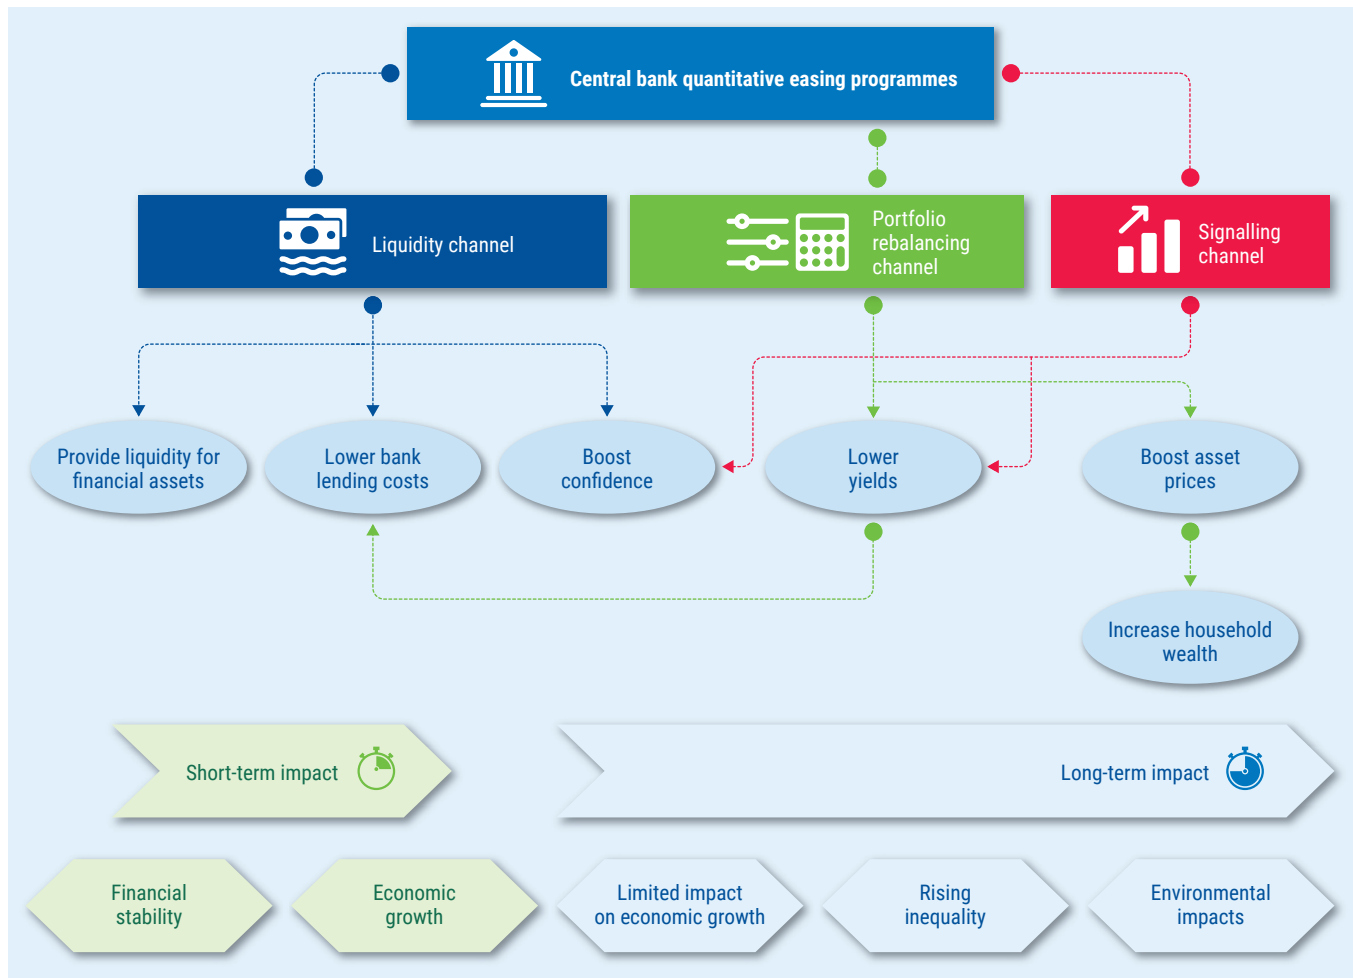 Central bank quantitative easing programmes
Liquidity channel
Portfolio
rebalancing
channel
Signalling
channel
Provide liquidity for
financial assets
Lower bank
lending costs
Boost
confidence
Lower
yields
Boost asset
prices
Increase household
wealth
Short-term impact
Long-term impact
Financial
stability
Economic
growth
Limited impact
on economic growth
Rising
inequality
Environmental
impacts